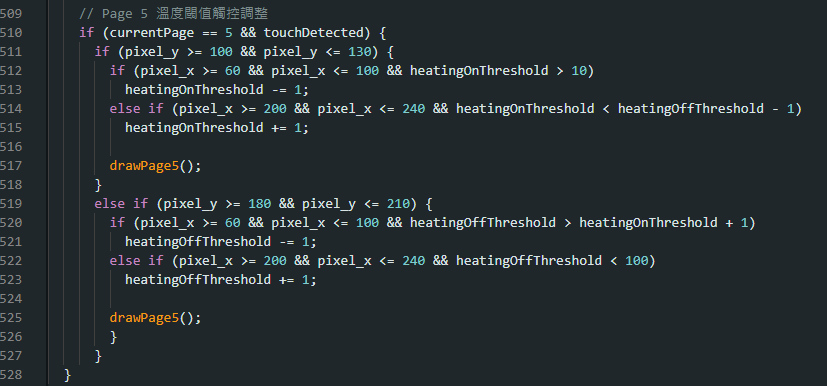 509 // Page 5 溫度閾值觸控調整
510 if (currentPage == 5 && touchDetected) {
511 if (pixel_y >= 100 && pixel_y <= 130) {
512 if (pixel_x >= 60 && pixel_x <= 100 && heatingOnThreshold > 10)
513 heatingOnThreshold -= 1;
514 else if (pixel_x >= 200 && pixel_x <= 240 && heatingOnThreshold < heatingOffThreshold - 1)
515 heatingOnThreshold += 1;
516
517 drawPage5();
518 }
519 else if (pixel_y >= 180 && pixel_y <= 210) {
520 if (pixel_x >= 60 && pixel_x <= 100 && heatingOffThreshold > heatingOnThreshold + 1)
521 heatingOffThreshold -= 1;
522 else if (pixel_x >= 200 && pixel_x <= 240 && heatingOffThreshold < 100)
523 heatingOffThreshold += 1;
524
525 drawPage5();
526 }
527 }
528 }